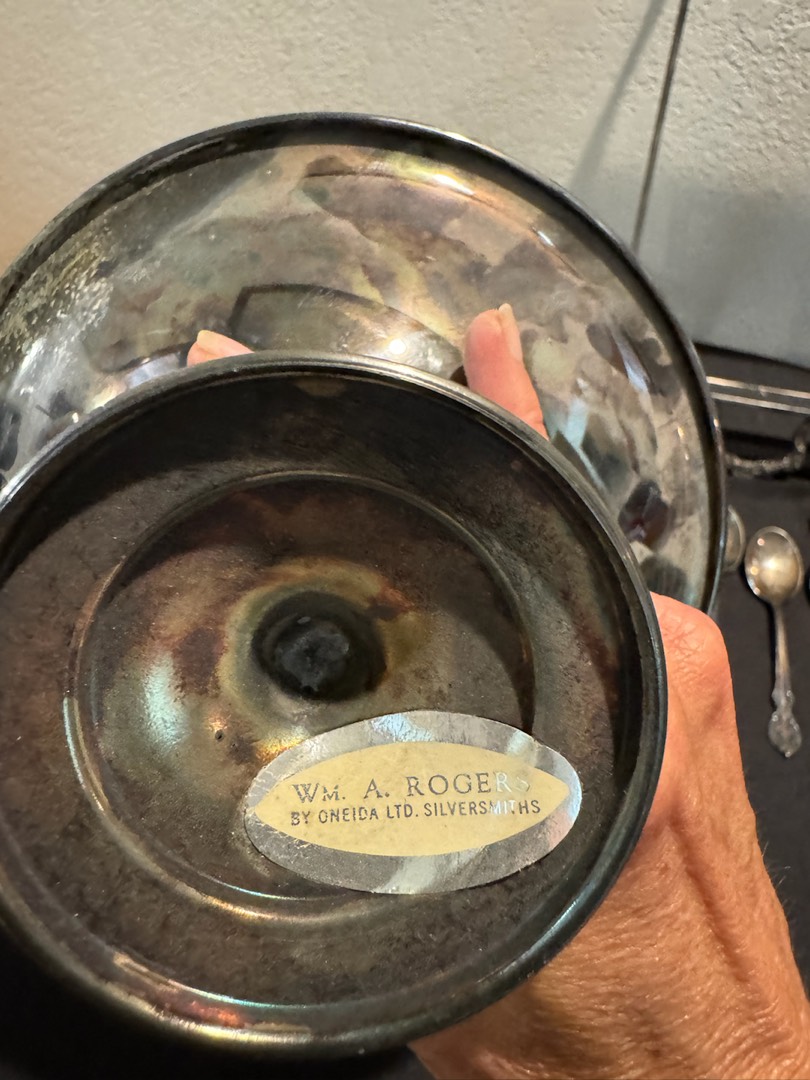 WM. A. ROGERS
BY ONEIDA LTD. SILVERSMITHS